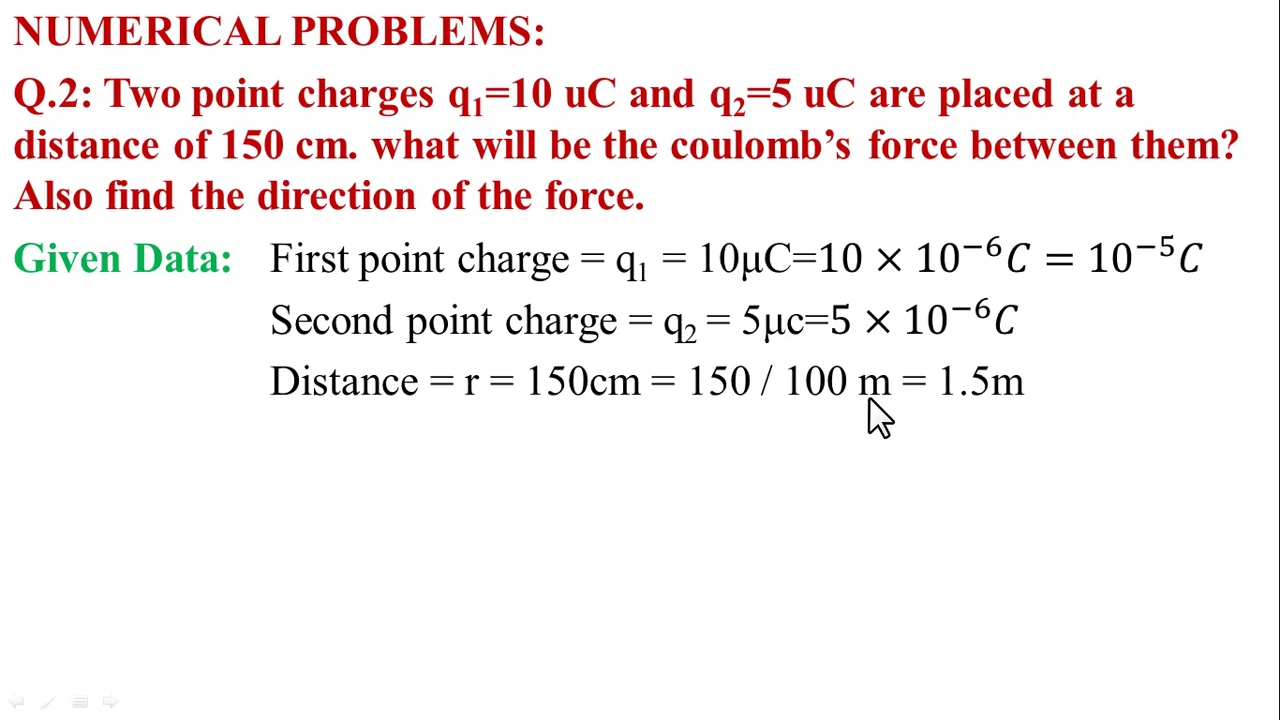 NUMERICAL PROBLEMS:
Q.2: Two point charges q₁=10 uC and q₂=5 uC are placed at a
distance of 150 cm. what will be the coulomb’s force between them?
Also find the direction of the force.
Given Data: First point charge = q₁ = 10μC=10 × 10⁻⁶C = 10⁻⁵C
Second point charge = q₂ = 5μc=5 × 10⁻⁶C
Distance = r = 150cm = 150 / 100 m = 1.5m